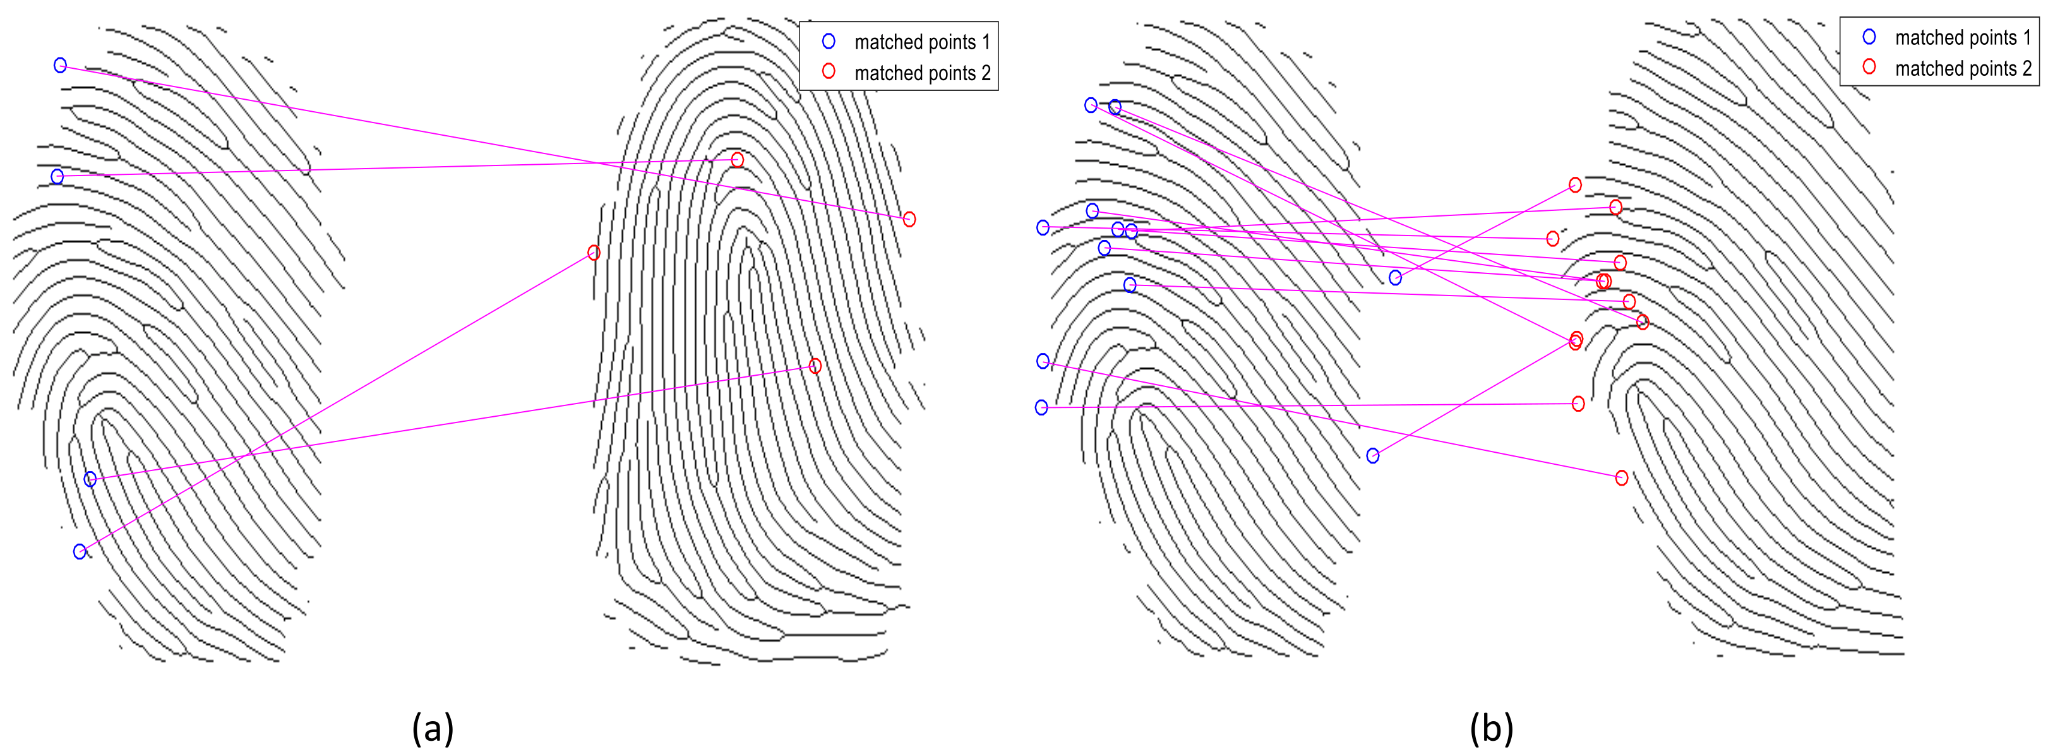 matched points 1
matched points 2
matched points 1
matched points 2
(a)
(b)